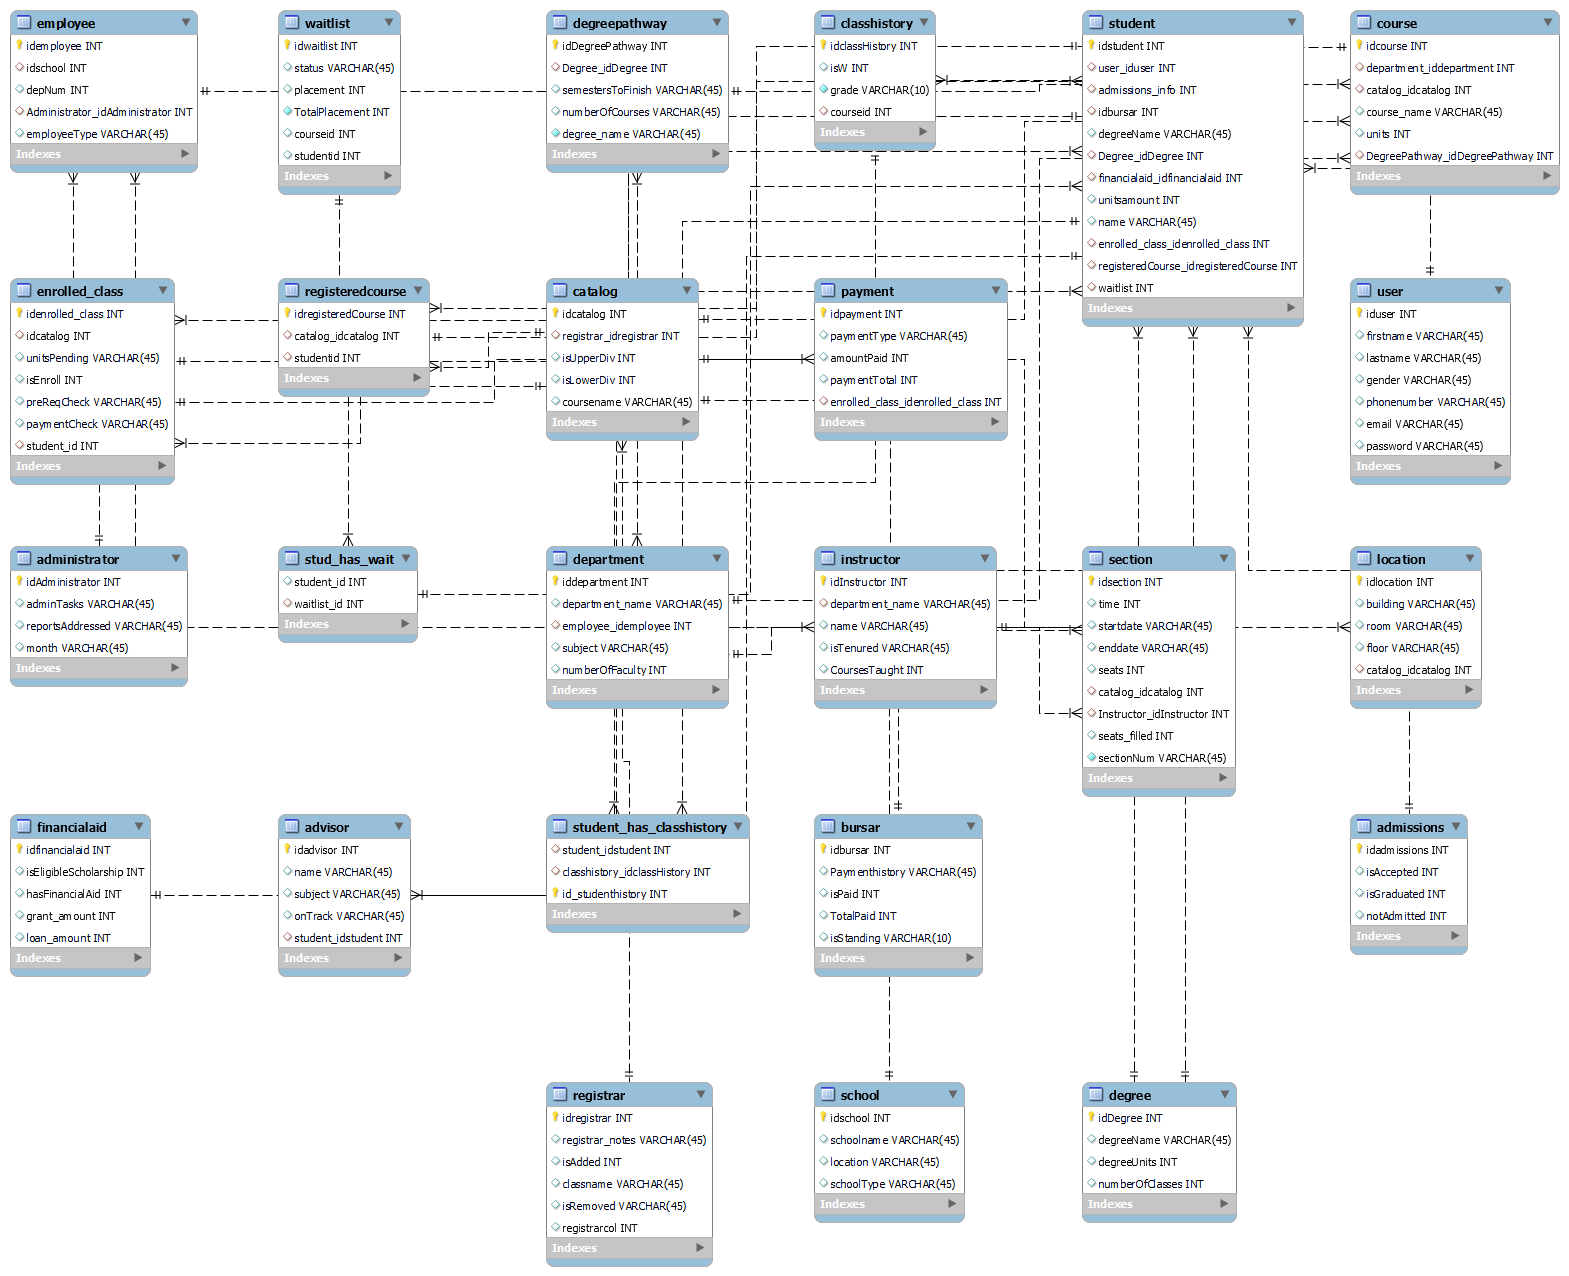 employee
idemployee INT
idschool INT
depNum INT
Administrator_idAdministrator INT
employeeType VARCHAR(45)
Indexes
waitlist
idwaitlist INT
status VARCHAR(45)
placement INT
TotalPlacement INT
courseid INT
studentid INT
Indexes
degreepathway
idDegreePathway INT
Degree_idDegree INT
semestersToFinish VARCHAR(45)
numberOfCourses VARCHAR(45)
degree_name VARCHAR(45)
Indexes
classhistory
idclassHistory INT
isW INT
grade VARCHAR(10)
courseid INT
Indexes
student
idstudent INT
user_iduser INT
admissions_info INT
idbursar INT
degreeName VARCHAR(45)
Degree_idDegree INT
financialaid_idfinancialaid INT
unitsamount INT
name VARCHAR(45)
enrolled_class_idenrolled_class INT
registeredCourse_idregisteredCourse INT
waitlist INT
Indexes
course
idcourse INT
department_iddepartment INT
catalog_idcatalog INT
course_name VARCHAR(45)
units INT
DegreePathway_idDegreePathway INT
Indexes
enrolled_class
idenrolled_class INT
idcatalog INT
unitsPending VARCHAR(45)
isEnroll INT
preReqCheck VARCHAR(45)
paymentCheck VARCHAR(45)
student_id INT
Indexes
registeredcourse
idregisteredCourse INT
catalog_idcatalog INT
studentid INT
Indexes
catalog
idcatalog INT
registrar_idregistrar INT
isUpperDiv INT
isLowerDiv INT
coursename VARCHAR(45)
Indexes
payment
idpayment INT
paymentType VARCHAR(45)
amountPaid INT
paymentTotal INT
enrolled_class_idenrolled_class INT
Indexes
user
iduser INT
firstname VARCHAR(45)
lastname VARCHAR(45)
gender VARCHAR(45)
phonenumber VARCHAR(45)
email VARCHAR(45)
password VARCHAR(45)
Indexes
administrator
idAdministrator INT
adminTasks VARCHAR(45)
reportsAddressed VARCHAR(45)
month VARCHAR(45)
Indexes
stud_has_wait
student_id INT
waitlist_id INT
Indexes
department
iddepartment INT
department_name VARCHAR(45)
employee_idemployee INT
subject VARCHAR(45)
numberOfFaculty INT
Indexes
instructor
idInstructor INT
department_name VARCHAR(45)
name VARCHAR(45)
isTenured VARCHAR(45)
CoursesTaught INT
Indexes
section
idsection INT
time INT
startdate VARCHAR(45)
enddate VARCHAR(45)
seats INT
catalog_idcatalog INT
Instructor_idInstructor INT
seats_filled INT
sectionNum VARCHAR(45)
Indexes
location
idlocation INT
building VARCHAR(45)
room VARCHAR(45)
floor VARCHAR(45)
catalog_idcatalog INT
Indexes
financialaid
idfinancialaid INT
isEligibleScholarship INT
hasFinancialAid INT
grant_amount INT
loan_amount INT
Indexes
advisor
idadvisor INT
name VARCHAR(45)
subject VARCHAR(45)
onTrack VARCHAR(45)
student_idstudent INT
Indexes
student_has_classhistory
student_idstudent INT
classhistory_idclassHistory INT
id_studenthistory INT
Indexes
bursar
idbursar INT
Paymenthistory VARCHAR(45)
isPaid INT
TotalPaid INT
isStanding VARCHAR(10)
Indexes
admissions
idadmissions INT
isAccepted INT
isGraduated INT
notAdmitted INT
Indexes
registrar
idregistrar INT
registrar_notes VARCHAR(45)
isAdded INT
classname VARCHAR(45)
isRemoved VARCHAR(45)
registrarcol INT
Indexes
school
idschool INT
schoolname VARCHAR(45)
location VARCHAR(45)
schoolType VARCHAR(45)
Indexes
degree
idDegree INT
degreeName VARCHAR(45)
degreeUnits INT
numberOfClasses INT
Indexes